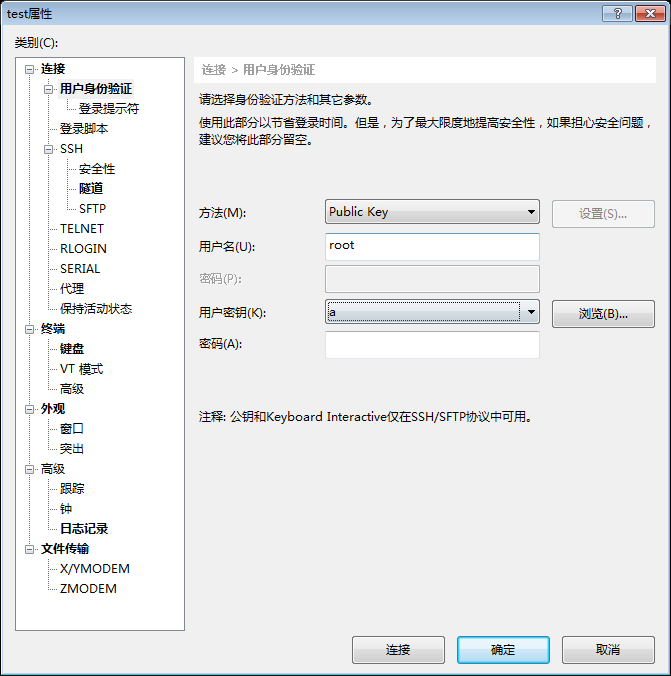 test属性
类别(C):
连接
用户身份验证
登录提示符
登录脚本
SSH
安全性
隧道
SFTP
TELNET
RLOGIN
SERIAL
代理
保持活动状态
终端
键盘
VT 模式
高级
外观
窗口
突出
高级
跟踪
钟
日志记录
文件传输
X/YMODEM
ZMODEM
连接 > 用户身份验证
请选择身份验证方法和其它参数。
使用此部分以节省登录时间。但是，为了最大限度地提高安全性，如果担心安全问题，
建议您将此部分留空。
方法(M): Public Key 设置(S)...
用户名(U): root
密码(P):
用户密钥(K): a 浏览(B)...
密码(A):
注释: 公钥和Keyboard Interactive仅在SSH/SFTP协议中可用。
连接 确定 取消